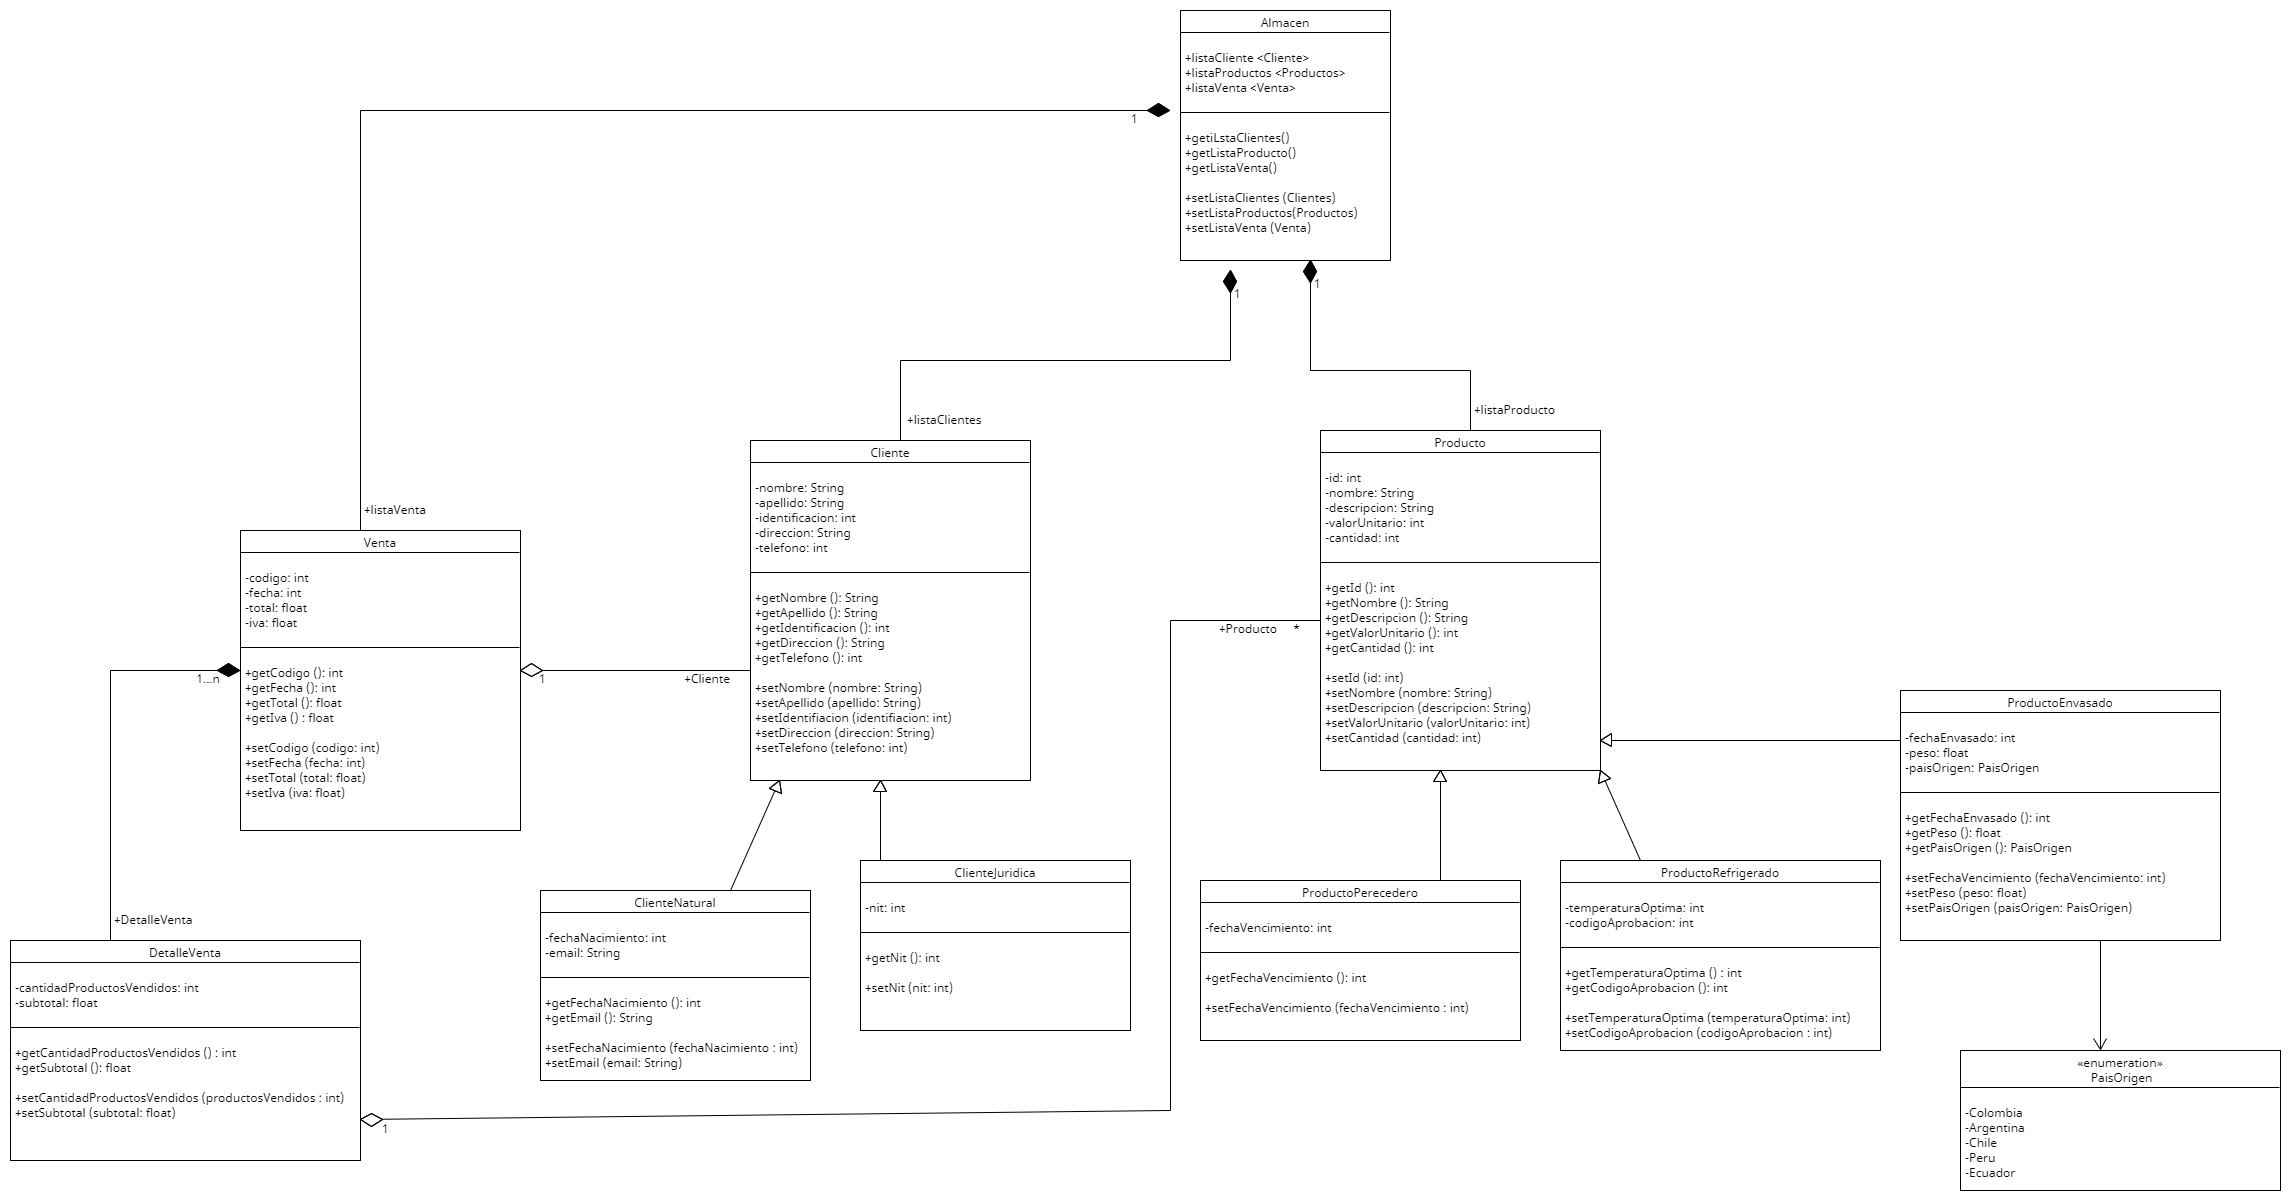 Almacen
+listaCliente <Cliente>
+listaProductos <Productos>
+listaVenta <Venta>
+getiLstaClientes()
+getListaProducto()
+getListaVenta()
+setListaClientes (Clientes)
+setListaProductos(Productos)
+setListaVenta (Venta)
1
1
1
+listaVenta
+listaClientes
+listaProducto
Venta
-codigo: int
-fecha: int
-total: float
-iva: float
+getCodigo (): int
+getFecha (): int
+getTotal (): float
+getIva () : float
+setCodigo (codigo: int)
+setFecha (fecha: int)
+setTotal (total: float)
+setIva (iva: float)
1...n
1
+Cliente
Cliente
-nombre: String
-apellido: String
-identificacion: int
-direccion: String
-telefono: int
+getNombre (): String
+getApellido (): String
+getIdentificacion (): int
+getDireccion (): String
+getTelefono (): int
+setNombre (nombre: String)
+setApellido (apellido: String)
+setIdentifiacion (identifiacion: int)
+setDireccion (direccion: String)
+setTelefono (telefono: int)
Producto
-id: int
-nombre: String
-descripcion: String
-valorUnitario: int
-cantidad: int
+getId (): int
+getNombre (): String
+getDescripcion (): String
+getValorUnitario (): int
+getCantidad (): int
+setId (id: int)
+setNombre (nombre: String)
+setDescripcion (descripcion: String)
+setValorUnitario (valorUnitario: int)
+setCantidad (cantidad: int)
+Producto *
ProductoEnvasado
-fechaEnvasado: int
-peso: float
-paisOrigen: PaisOrigen
+getFechaEnvasado (): int
+getPeso (): float
+getPaisOrigen (): PaisOrigen
+setFechaVencimiento (fechaVencimiento: int)
+setPeso (peso: float)
+setPaisOrigen (paisOrigen: PaisOrigen)
+DetalleVenta
DetalleVenta
-cantidadProductosVendidos: int
-subtotal: float
+getCantidadProductosVendidos () : int
+getSubtotal (): float
+setCantidadProductosVendidos (productosVendidos : int)
+setSubtotal (subtotal: float)
1
ClienteNatural
-fechaNacimiento: int
-email: String
+getFechaNacimiento (): int
+getEmail (): String
+setFechaNacimiento (fechaNacimiento : int)
+setEmail (email: String)
ClienteJuridica
-nit: int
+getNit (): int
+setNit (nit: int)
ProductoPerecedero
-fechaVencimiento: int
+getFechaVencimiento (): int
+setFechaVencimiento (fechaVencimiento : int)
ProductoRefrigerado
-temperaturaOptima: int
-codigoAprobacion: int
+getTemperaturaOptima () : int
+getCodigoAprobacion (): int
+setTemperaturaOptima (temperaturaOptima: int)
+setCodigoAprobacion (codigoAprobacion : int)
«enumeration»
PaisOrigen
-Colombia
-Argentina
-Chile
-Peru
-Ecuador